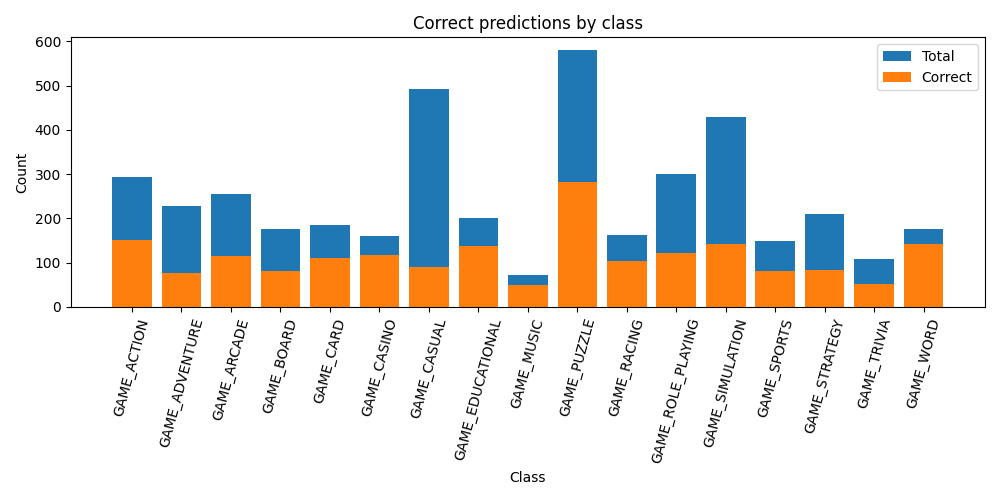 Correct predictions by class
Total
Correct
Count
600
500
400
300
200
100
0
GAME_ACTION
GAME_ADVENTURE
GAME_ARCADE
GAME_BOARD
GAME_CARD
GAME_CASINO
GAME_CASUAL
GAME_EDUCATIONAL
GAME_MUSIC
GAME_PUZZLE
GAME_RACING
GAME_ROLE_PLAYING
GAME_SIMULATION
GAME_SPORTS
GAME_STRATEGY
GAME_TRIVIA
GAME_WORD
Class